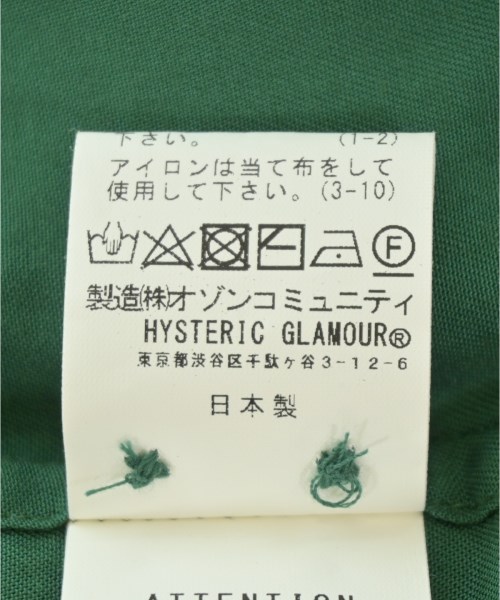 下さい。 (1-2)
アイロンは当て布をして
使用して下さい。(3-10)
F
製造(株)オゾンコミュニティ
HYSTERIC GLAMOUR®
東京都渋谷区千駄ヶ谷3-12-6
日本製
ATTENTION